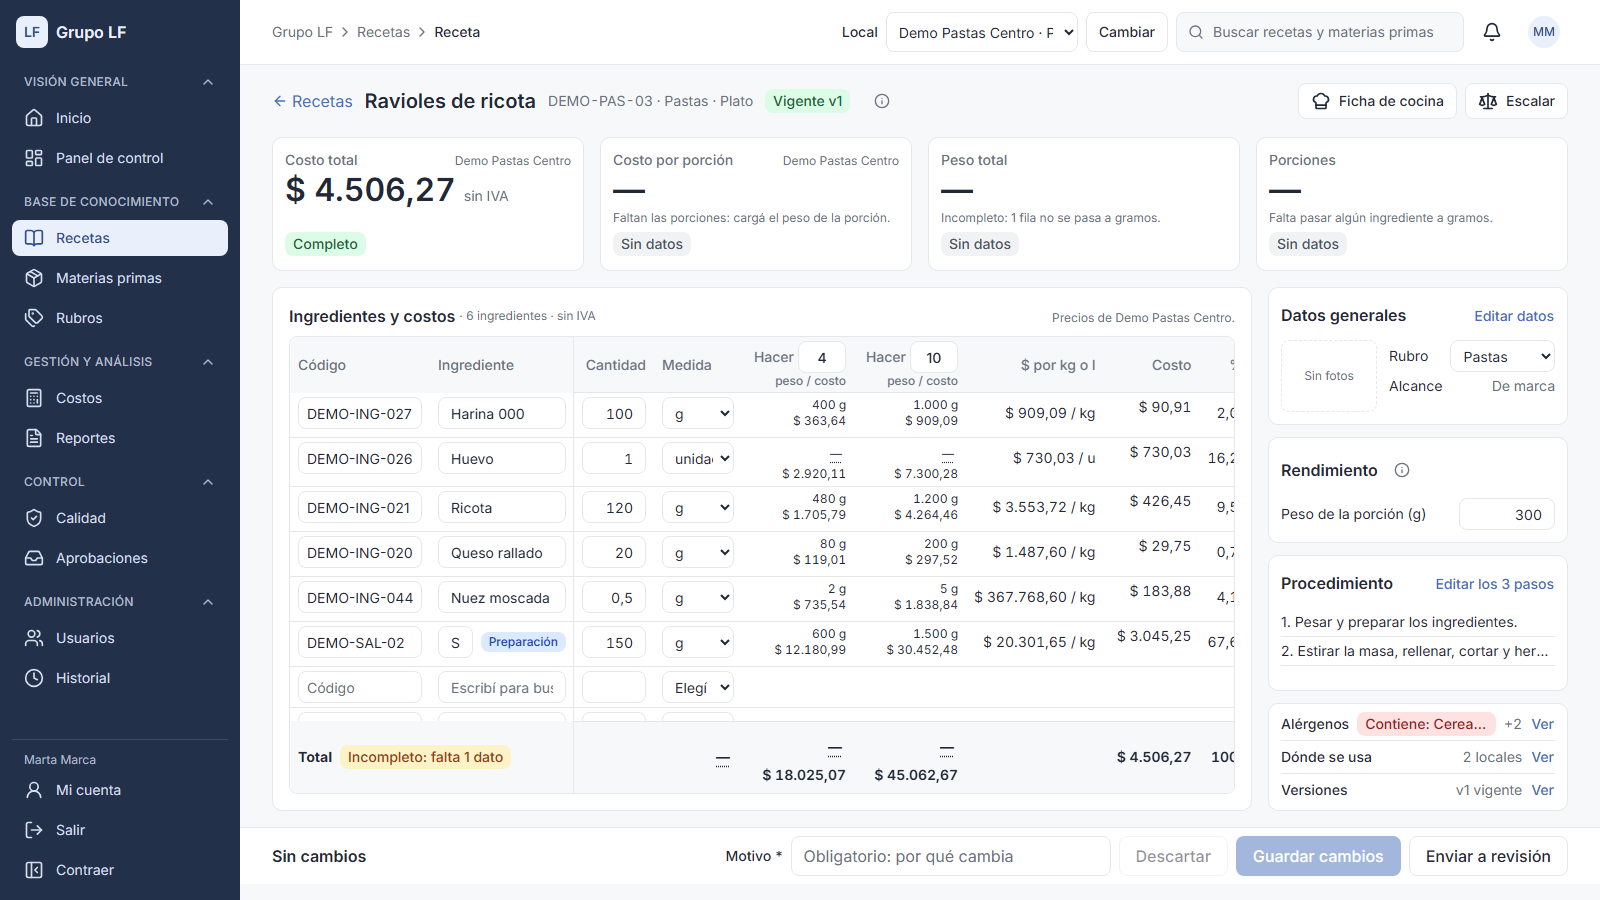 LF Grupo LF
VISIÓN GENERAL
Inicio
Panel de control
BASE DE CONOCIMIENTO
Recetas
Materias primas
Rubros
GESTIÓN Y ANÁLISIS
Costos
Reportes
CONTROL
Calidad
Aprobaciones
ADMINISTRACIÓN
Usuarios
Historial
Marta Marca
Mi cuenta
Salir
Contraer
Grupo LF > Recetas > Receta
Local Demo Pastas Centro · P Cambiar Buscar recetas y materias primas MM
← Recetas Ravioles de ricota DEMO-PAS-03 · Pastas · Plato Vigente v1 Ficha de cocina Escalar
Costo total Demo Pastas Centro
$ 4.506,27 sin IVA
Completo
Costo por porción Demo Pastas Centro
—
Faltan las porciones: cargá el peso de la porción.
Sin datos
Peso total
—
Incompleto: 1 fila no se pasa a gramos.
Sin datos
Porciones
—
Falta pasar algún ingrediente a gramos.
Sin datos
Ingredientes y costos · 6 ingredientes · sin IVA Precios de Demo Pastas Centro.
Código Ingrediente Cantidad Medida Hacer 4 peso / costo Hacer 10 peso / costo $ por kg o l Costo %
DEMO-ING-027 Harina 000 100 g 400 g $ 363,64 1.000 g $ 909,09 $ 909,09 / kg $ 90,91 2,0
DEMO-ING-026 Huevo 1 unidad — $ 2.920,11 — $ 7.300,28 $ 730,03 / u $ 730,03 16,2
DEMO-ING-021 Ricota 120 g 480 g $ 1.705,79 1.200 g $ 4.264,46 $ 3.553,72 / kg $ 426,45 9,5
DEMO-ING-020 Queso rallado 20 g 80 g $ 119,01 200 g $ 297,52 $ 1.487,60 / kg $ 29,75 0,7
DEMO-ING-044 Nuez moscada 0,5 g 2 g $ 735,54 5 g $ 1.838,84 $ 367.768,60 / kg $ 183,88 4,1
DEMO-SAL-02 S Preparación 150 g 600 g $ 12.180,99 1.500 g $ 30.452,48 $ 20.301,65 / kg $ 3.045,25 67,6
Código Escribí para bus Elegí
Total Incompleto: falta 1 dato — — $ 18.025,07 — $ 45.062,67 $ 4.506,27 100
Datos generales Editar datos
Sin fotos
Rubro Pastas
Alcance De marca
Rendimiento
Peso de la porción (g) 300
Procedimiento Editar los 3 pasos
1. Pesar y preparar los ingredientes.
2. Estirar la masa, rellenar, cortar y her...
Alérgenos Contiene: Cerea... +2 Ver
Dónde se usa 2 locales Ver
Versiones v1 vigente Ver
Sin cambios Motivo * Obligatorio: por qué cambia Descartar Guardar cambios Enviar a revisión